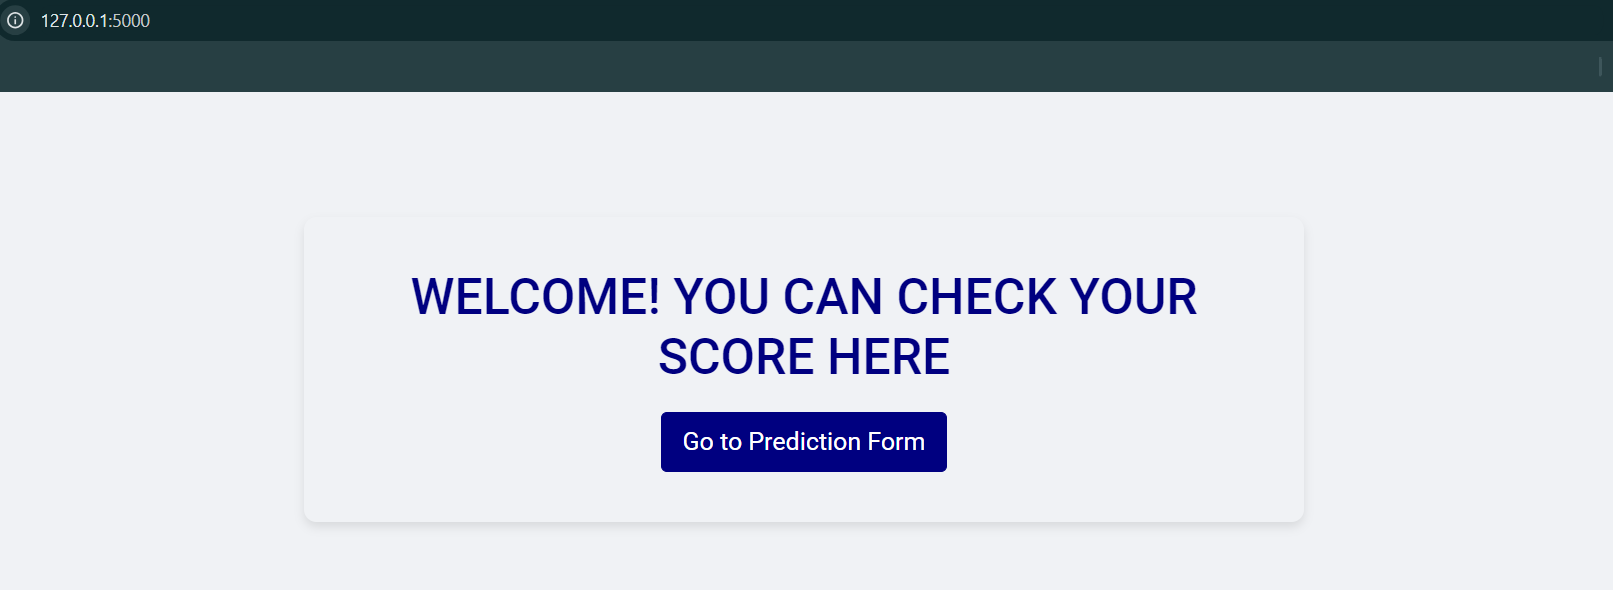 127.0.0.1:5000
WELCOME! YOU CAN CHECK YOUR
SCORE HERE
Go to Prediction Form